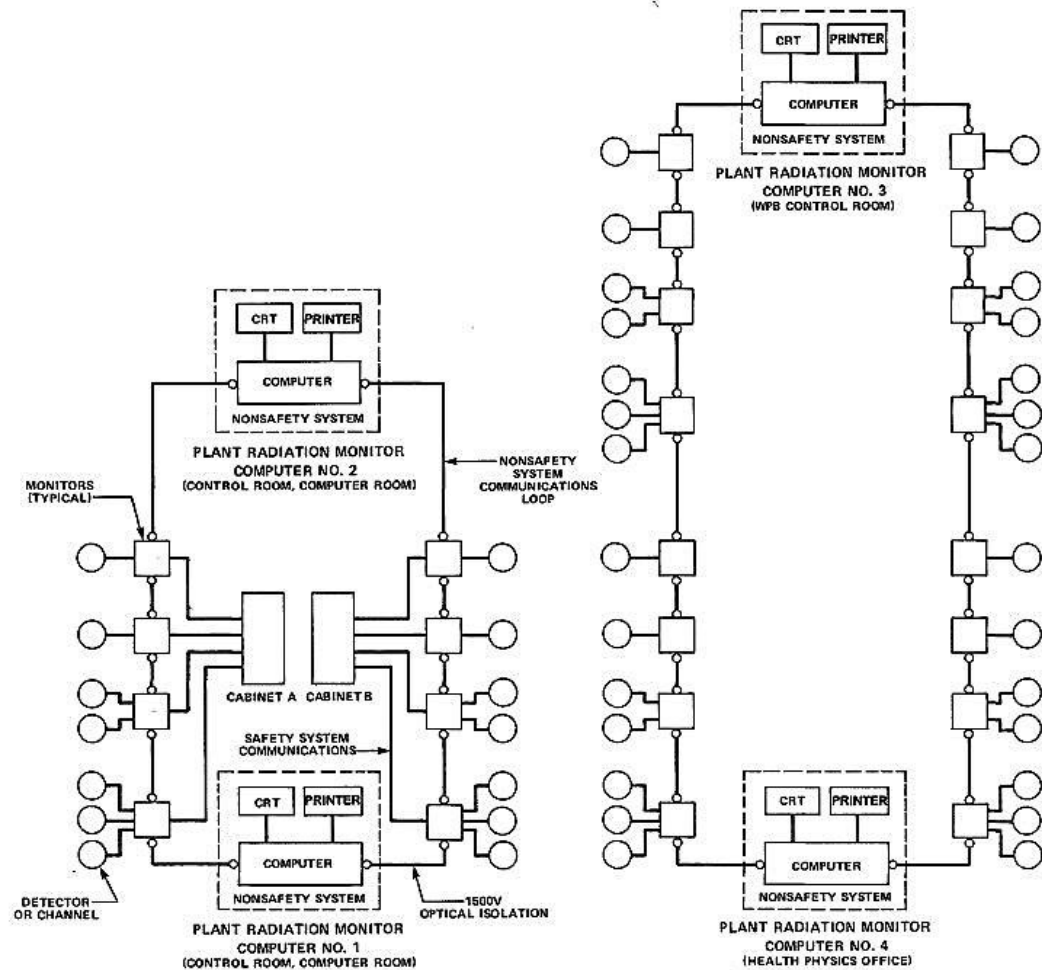 CRT
PRINTER
COMPUTER
NONSAFETY SYSTEM
PLANT RADIATION MONITOR
COMPUTER NO. 2
(CONTROL ROOM, COMPUTER ROOM)
NONSAFETY
SYSTEM
COMMUNICATIONS
LOOP
MONITORS
(TYPICAL)
CABINET A
CABINET B
SAFETY SYSTEM
COMMUNICATIONS
CRT
PRINTER
COMPUTER
NONSAFETY SYSTEM
DETECTOR
OR CHANNEL
1500V
OPTICAL ISOLATION
PLANT RADIATION MONITOR
COMPUTER NO. 1
(CONTROL ROOM, COMPUTER ROOM)
CRT
PRINTER
COMPUTER
NONSAFETY SYSTEM
PLANT RADIATION MONITOR
COMPUTER NO. 3
(WPB CONTROL ROOM)
CRT
PRINTER
COMPUTER
NONSAFETY SYSTEM
PLANT RADIATION MONITOR
COMPUTER NO. 4
(HEALTH PHYSICS OFFICE)